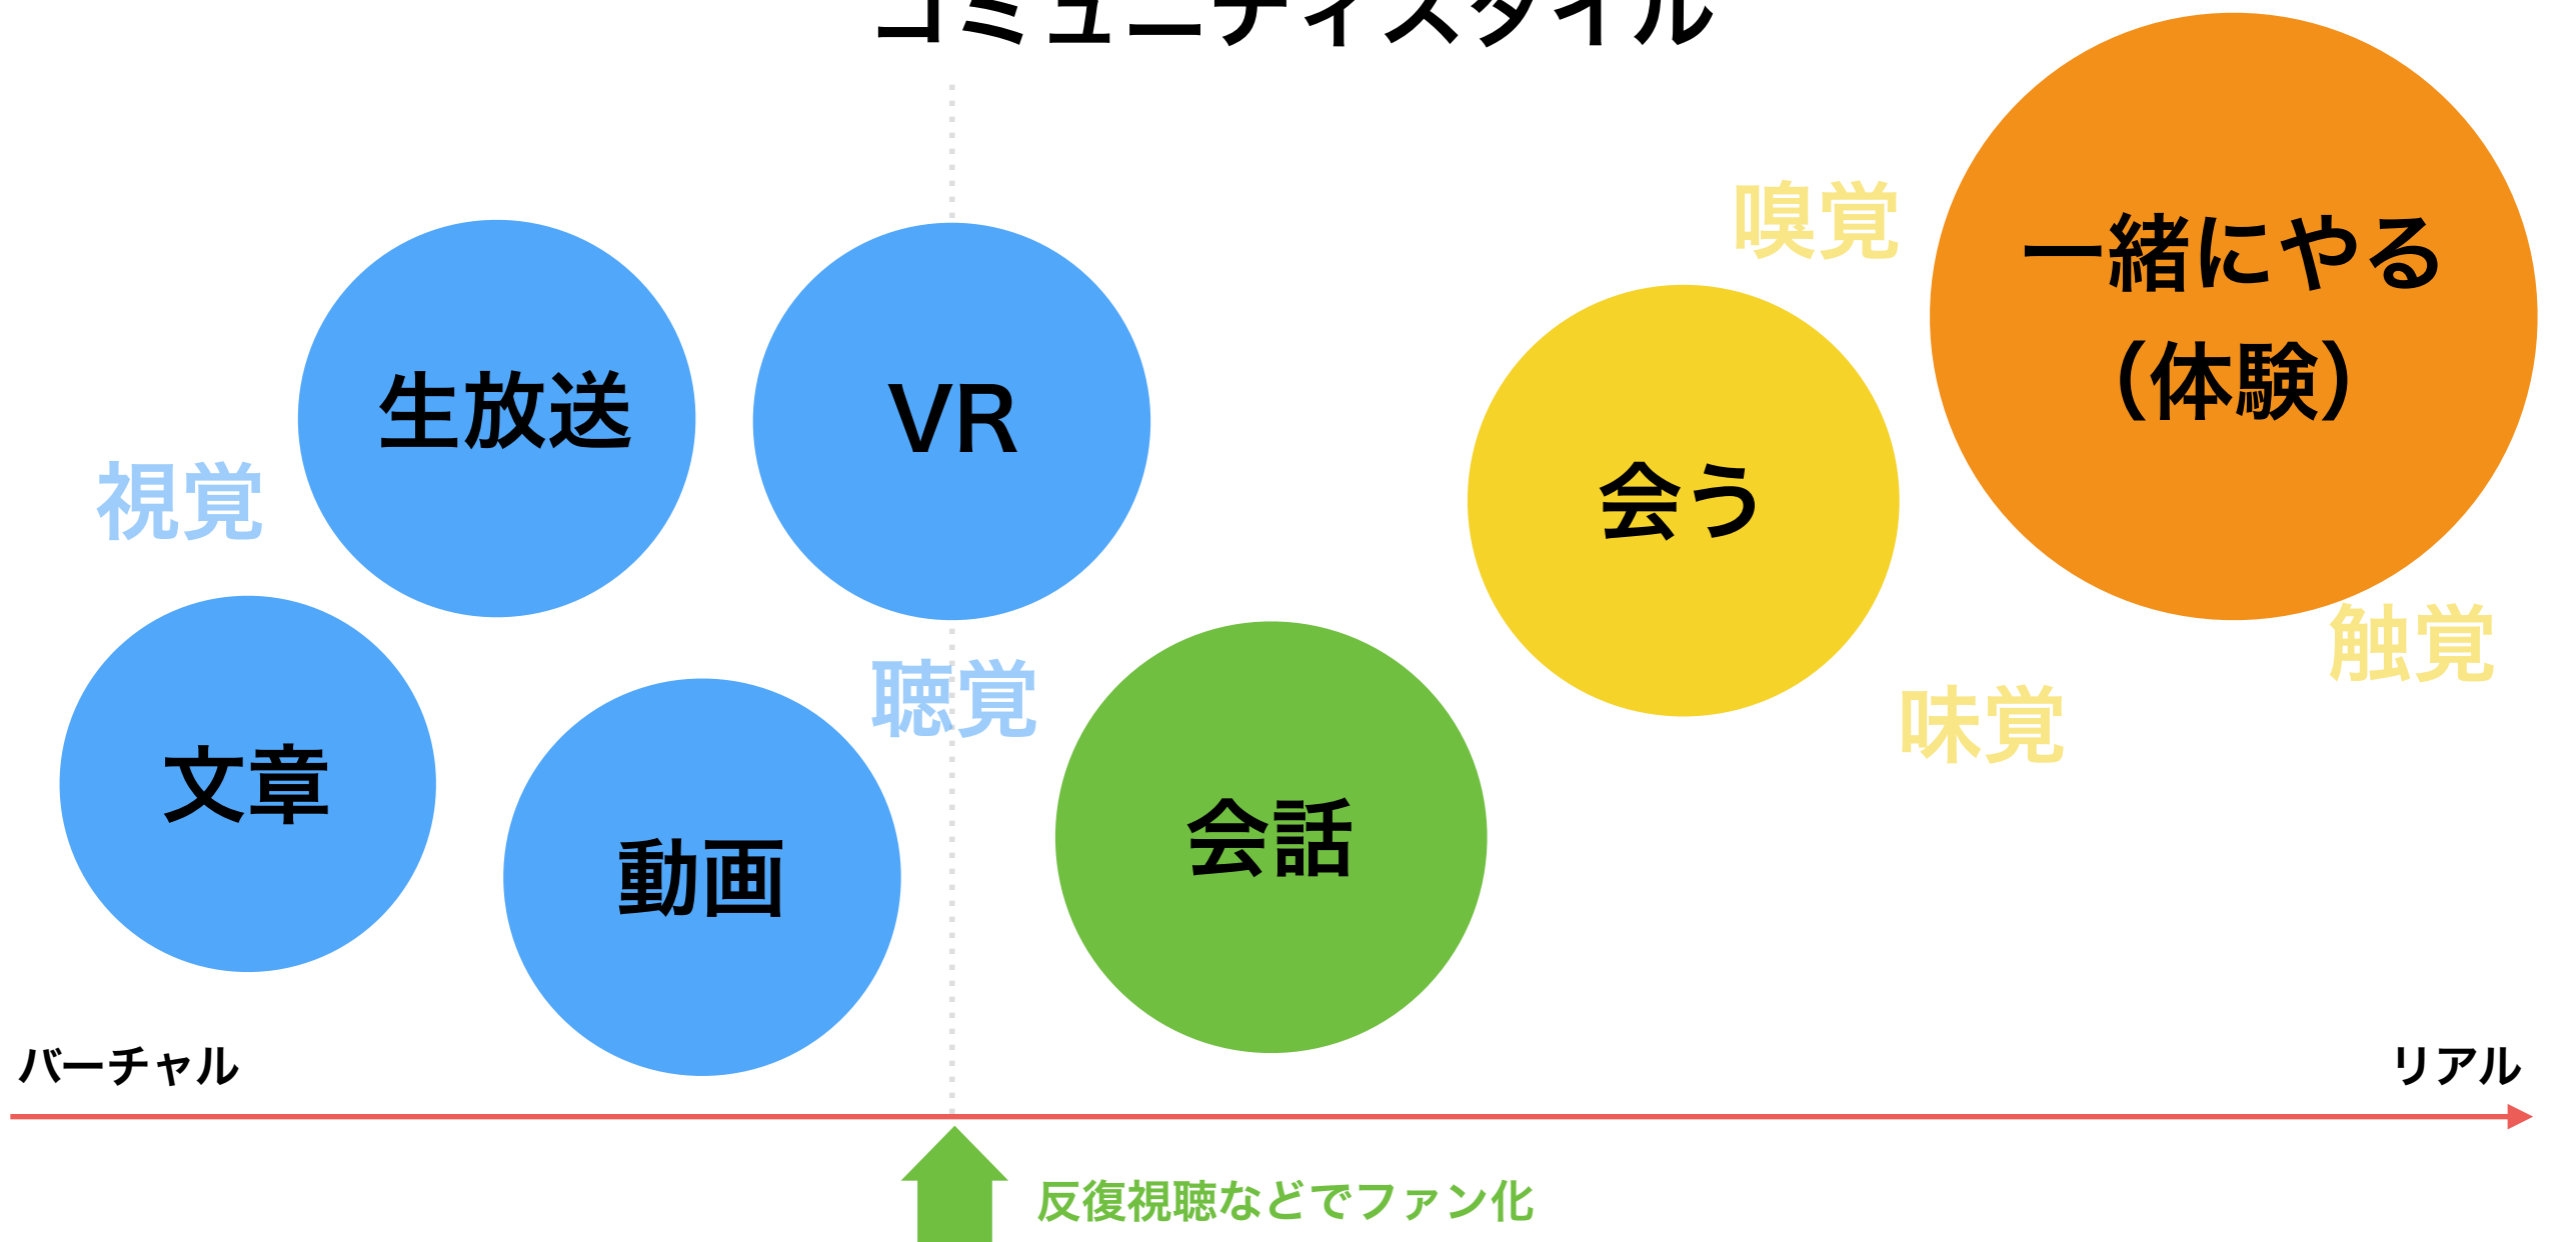 コミュニティスタイル
嗅覚
一緒にやる
（体験）
生放送
VR
会う
視覚
触覚
聴覚
味覚
文章
会話
動画
バーチャル
リアル
反復視聴などでファン化